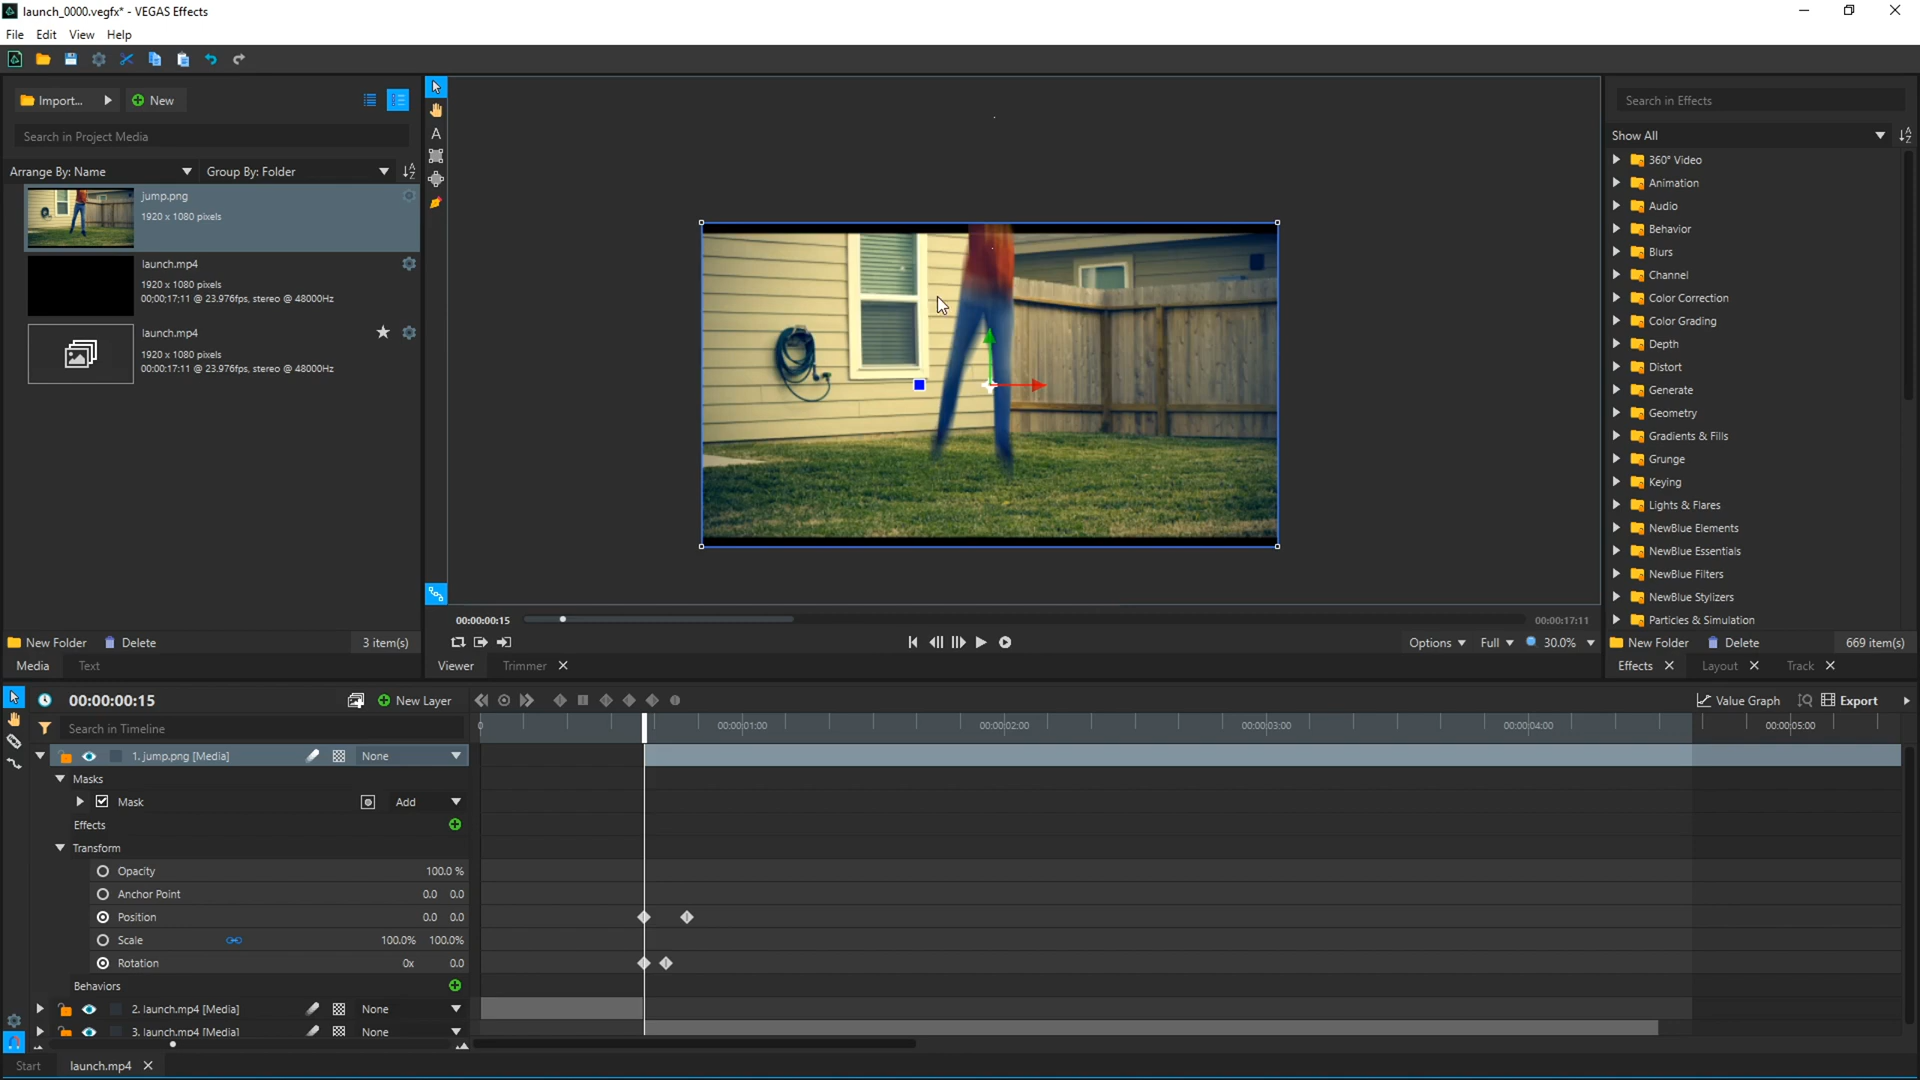 launch_0000.vegfx* - VEGAS Effects
File Edit View Help
Import... New
Search in Project Media
Arrange By: Name Group By: Folder
jump.png
1920 x 1080 pixels
launch.mp4
1920 x 1080 pixels
00:00:17:11 @ 23.976fps, stereo @ 48000Hz
launch.mp4
1920 x 1080 pixels
00:00:17:11 @ 23.976fps, stereo @ 48000Hz
New Folder Delete 3 item(s)
Media Text
A
00:00:00:15 00:00:17:11
Options Full 30.0%
Viewer Trimmer
Search in Effects
Show All
360° Video
Animation
Audio
Behavior
Blurs
Channel
Color Correction
Color Grading
Depth
Distort
Generate
Geometry
Gradients & Fills
Grunge
Keying
Lights & Flares
NewBlue Elements
NewBlue Essentials
NewBlue Filters
NewBlue Stylizers
Particles & Simulation
New Folder Delete 669 item(s)
Effects Layout Track
00:00:00:15 New Layer Value Graph Export
Search in Timeline
0 00:00:01:00 00:00:02:00 00:00:03:00 00:00:04:00 00:00:05:00
1. jump.png [Media] None
Masks
Mask Add
Effects
Transform
Opacity 100.0 %
Anchor Point 0.0 0.0
Position 0.0 0.0
Scale 100.0% 100.0%
Rotation 0x 0.0
Behaviors
2. launch.mp4 [Media] None
3. launch.mp4 [Media] None
Start launch.mp4